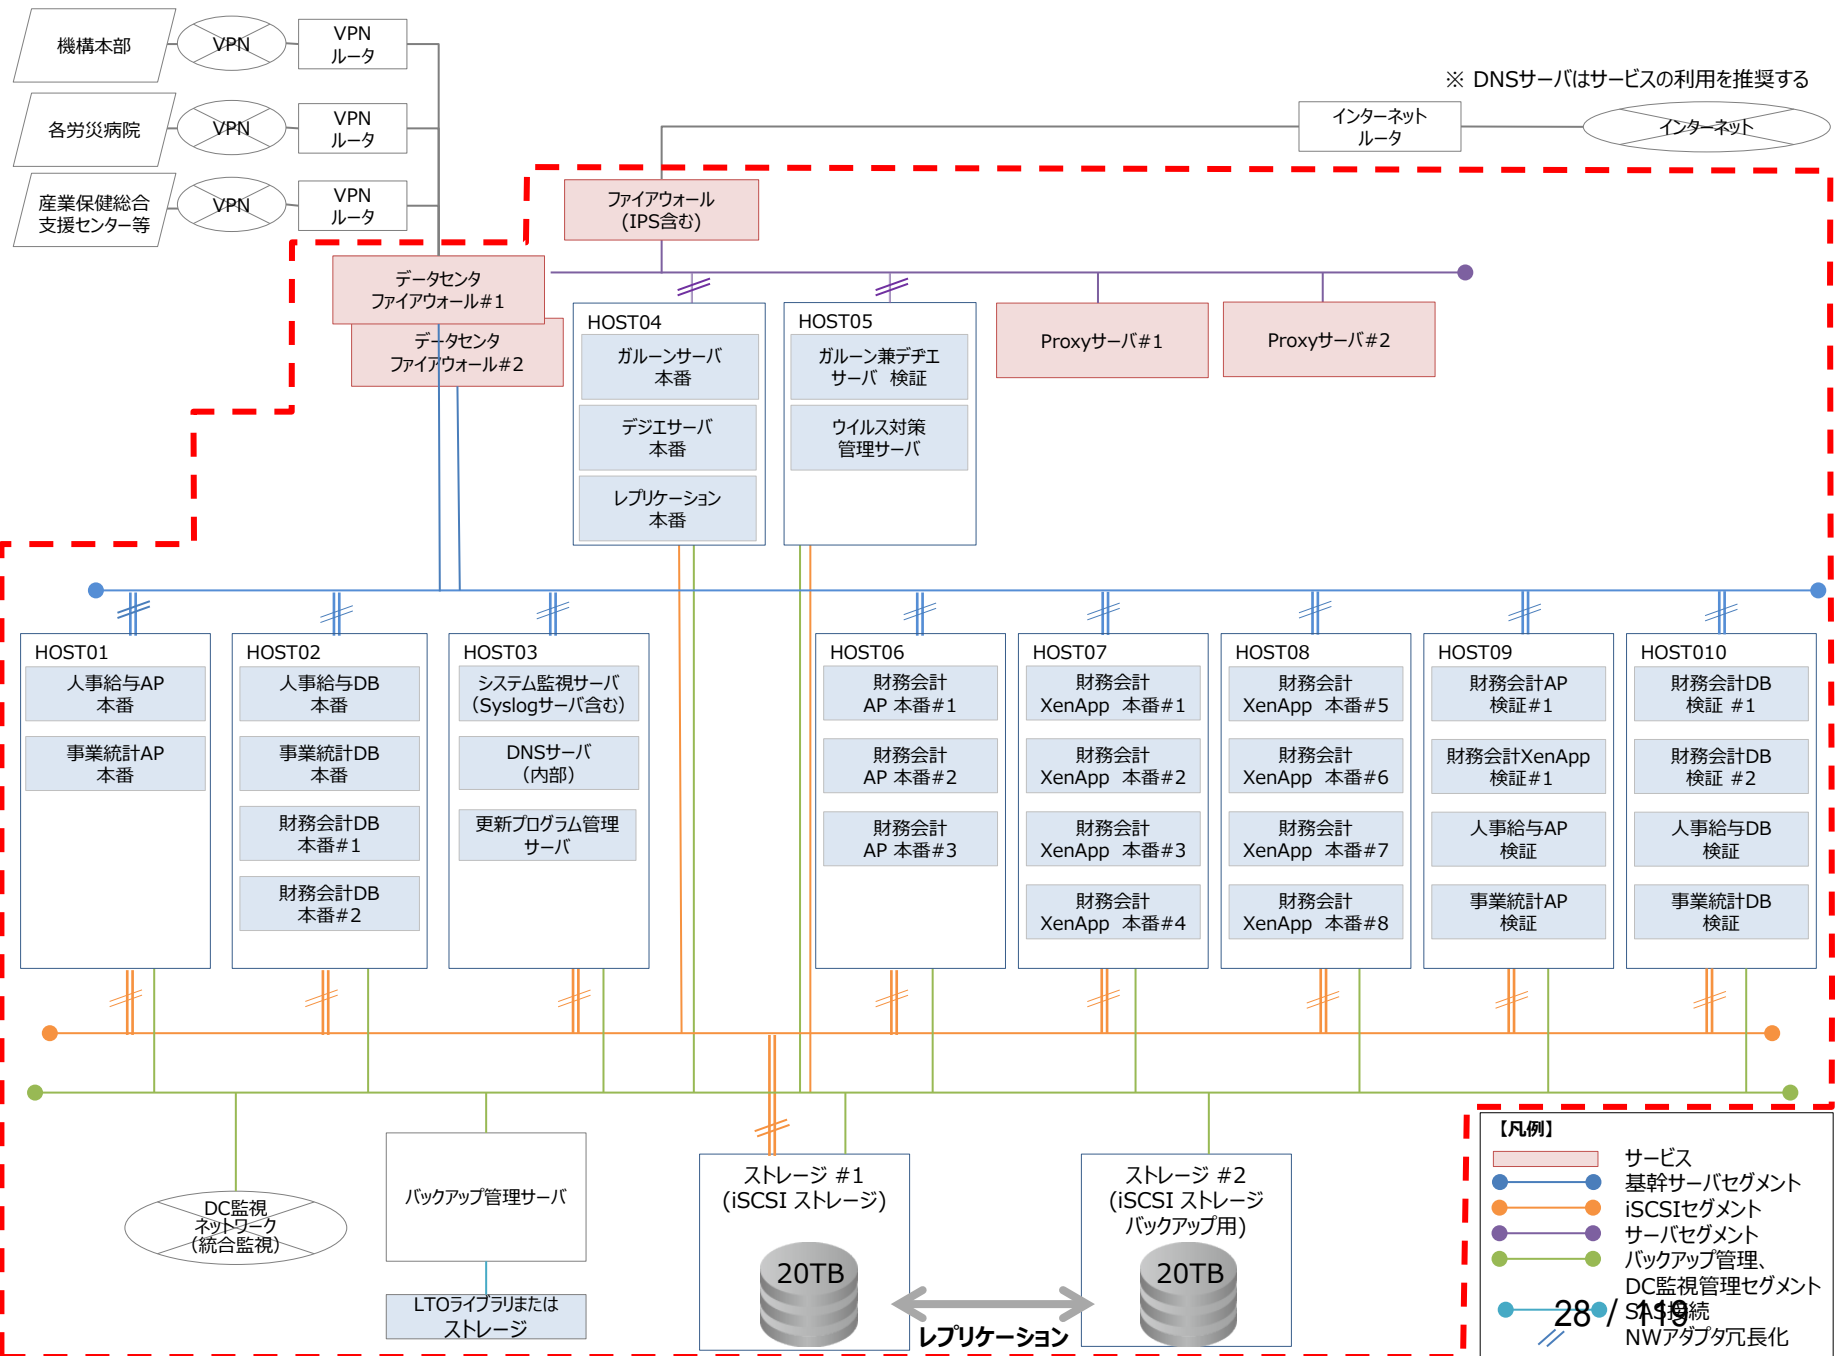 機構本部
VPN
VPN
ルータ
※ DNSサーバはサービスの利用を推奨する
各労災病院
VPN
VPN
ルータ
インターネット
ルータ
インターネット
産業保健総合
支援センター等
VPN
VPN
ルータ
ファイアウォール
(IPS含む)
データセンタ
ファイアウォール#1
データセンタ
ファイアウォール#2
HOST04
ガルーンサーバ
本番
デジエサーバ
本番
レプリケーション
本番
HOST05
ガルーン兼デヂエ
サーバ 検証
ウイルス対策
管理サーバ
Proxyサーバ#1
Proxyサーバ#2
HOST01
人事給与AP
本番
事業統計AP
本番
HOST02
人事給与DB
本番
事業統計DB
本番
財務会計DB
本番#1
財務会計DB
本番#2
HOST03
システム監視サーバ
(Syslogサーバ含む)
DNSサーバ
(内部)
更新プログラム管理
サーバ
HOST06
財務会計
AP 本番#1
財務会計
AP 本番#2
財務会計
AP 本番#3
HOST07
財務会計
XenApp 本番#1
財務会計
XenApp 本番#2
財務会計
XenApp 本番#3
財務会計
XenApp 本番#4
HOST08
財務会計
XenApp 本番#5
財務会計
XenApp 本番#6
財務会計
XenApp 本番#7
財務会計
XenApp 本番#8
HOST09
財務会計AP
検証#1
財務会計XenApp
検証#1
人事給与AP
検証
事業統計AP
検証
HOST010
財務会計DB
検証 #1
財務会計DB
検証 #2
人事給与DB
検証
事業統計DB
検証
DC監視
ネットワーク
(統合監視)
バックアップ管理サーバ
LTOライブラリまたは
ストレージ
ストレージ #1
(iSCSI ストレージ)
20TB
レプリケーション
ストレージ #2
(iSCSI ストレージ
バックアップ用)
20TB
【凡例】
サービス
基幹サーバセグメント
iSCSIセグメント
サーバセグメント
バックアップ管理、
DC監視管理セグメント
SAS接続
NWアダプタ冗長化
28 / 119